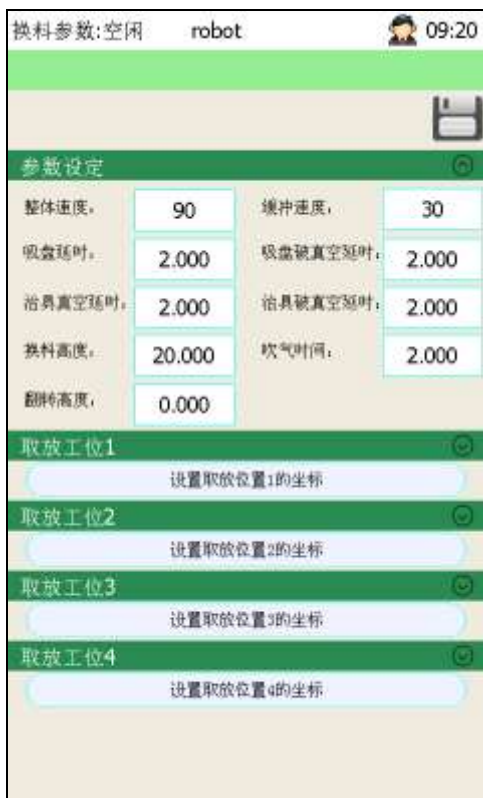 换料参数:空闲 robot 09:20
参数设定
整体速度: 90 缓冲速度: 30
吸盘延时: 2.000 吸盘破真空延时: 2.000
治具真空延时: 2.000 治具破真空延时: 2.000
换料高度: 20.000 吹气时间: 2.000
翻转高度: 0.000
取放工位1
设置取放位置1的坐标
取放工位2
设置取放位置2的坐标
取放工位3
设置取放位置3的坐标
取放工位4
设置取放位置4的坐标